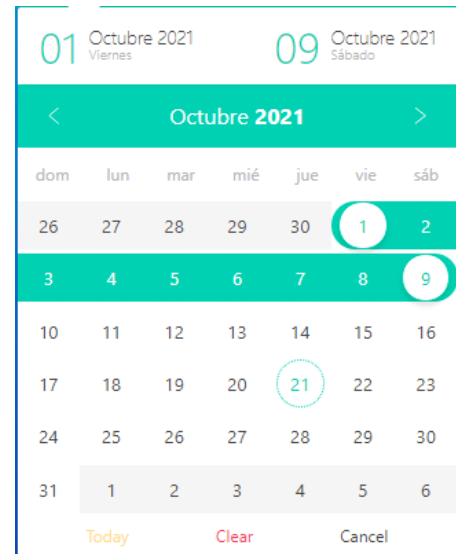 01 Octubre 2021 09 Octubre 2021
Viernes Sábado
< Octubre 2021 >
dom lun mar mié jue vie sáb
26 27 28 29 30 1 2
3 4 5 6 7 8 9
10 11 12 13 14 15 16
17 18 19 20 21 22 23
24 25 26 27 28 29 30
31 1 2 3 4 5 6
Today Clear Cancel